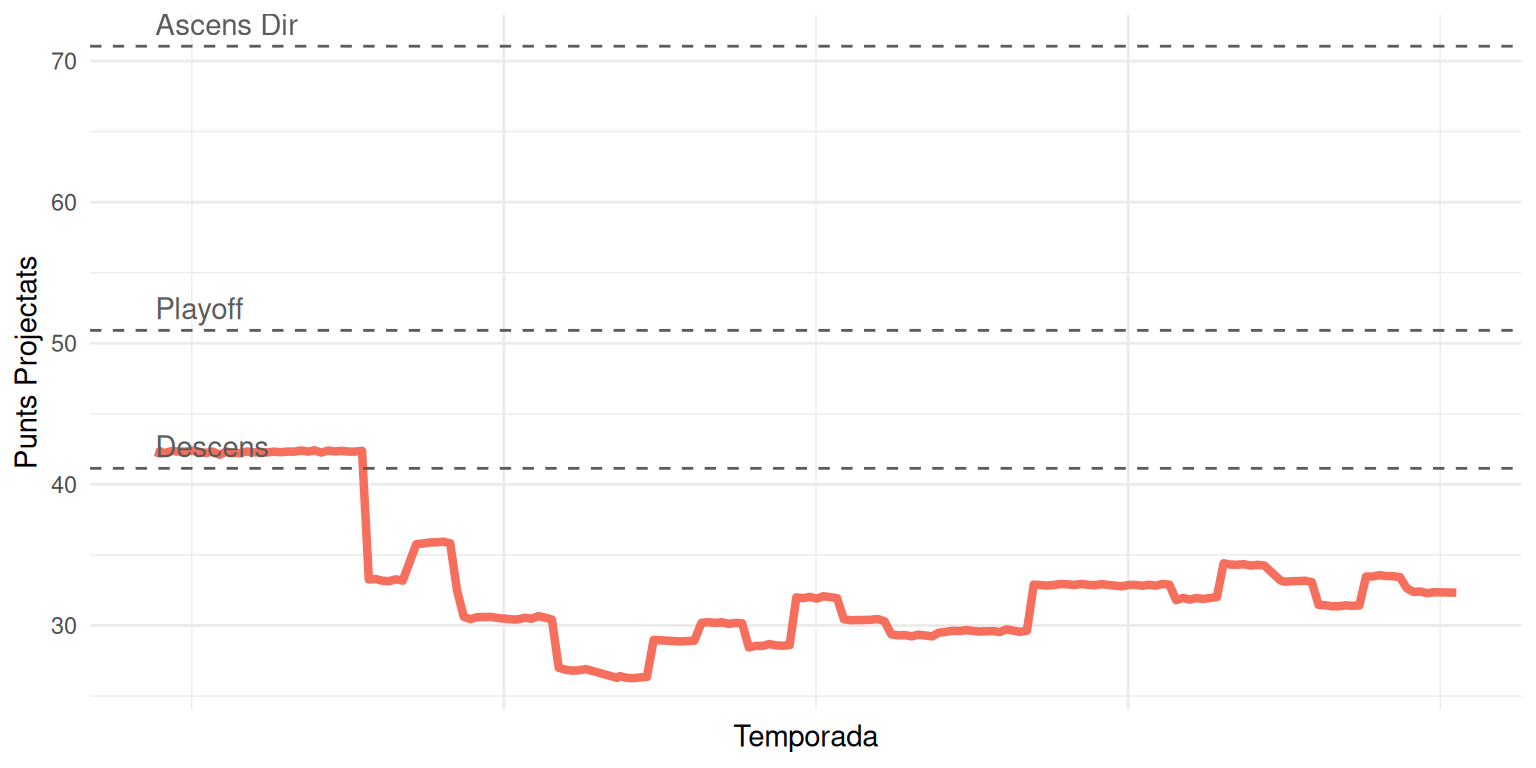 Ascens Dir
70
60
Playoff
50
Descens
40
30
Punts Projectats
Temporada